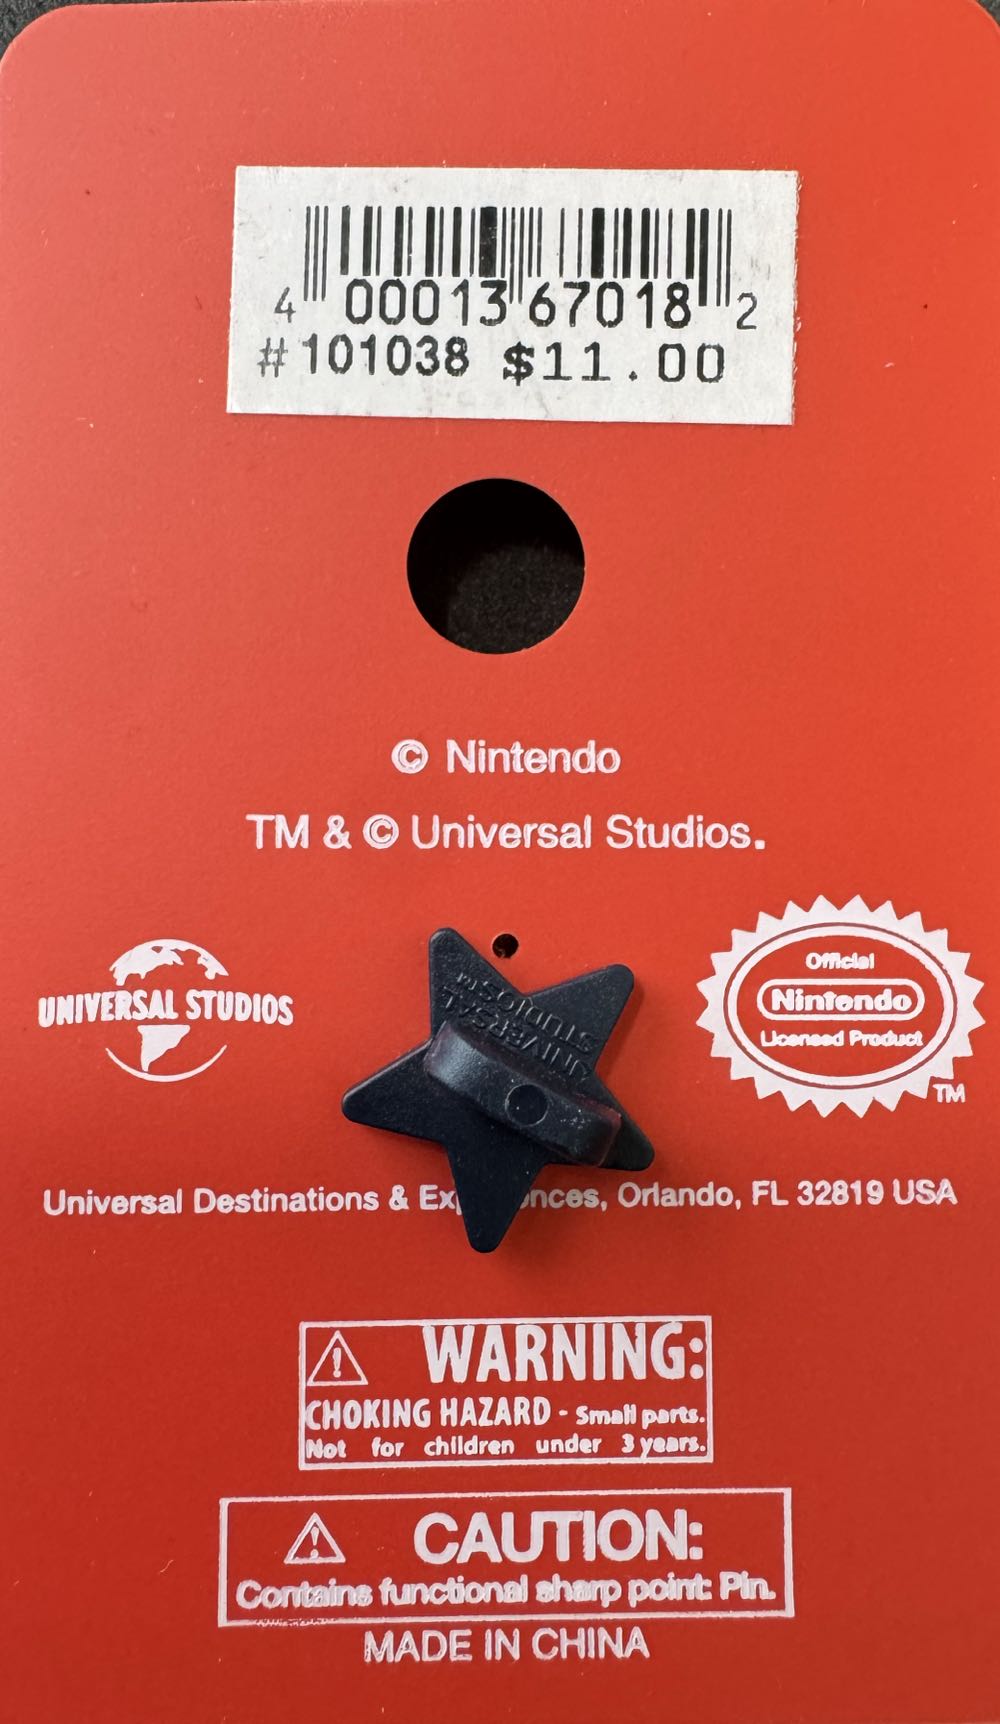 4 00013 67018 2
#101038 $11.00
© Nintendo
TM & © Universal Studios.
UNIVERSAL STUDIOS
UNIVERSAL
STUDIOS™
Official
Nintendo
Licensed Product
TM
Universal Destinations & Ex nces, Orlando, FL 32819 USA
WARNING:
CHOKING HAZARD - Small parts.
Not for children under 3 years.
CAUTION:
Contains functional sharp point: Pin.
MADE IN CHINA